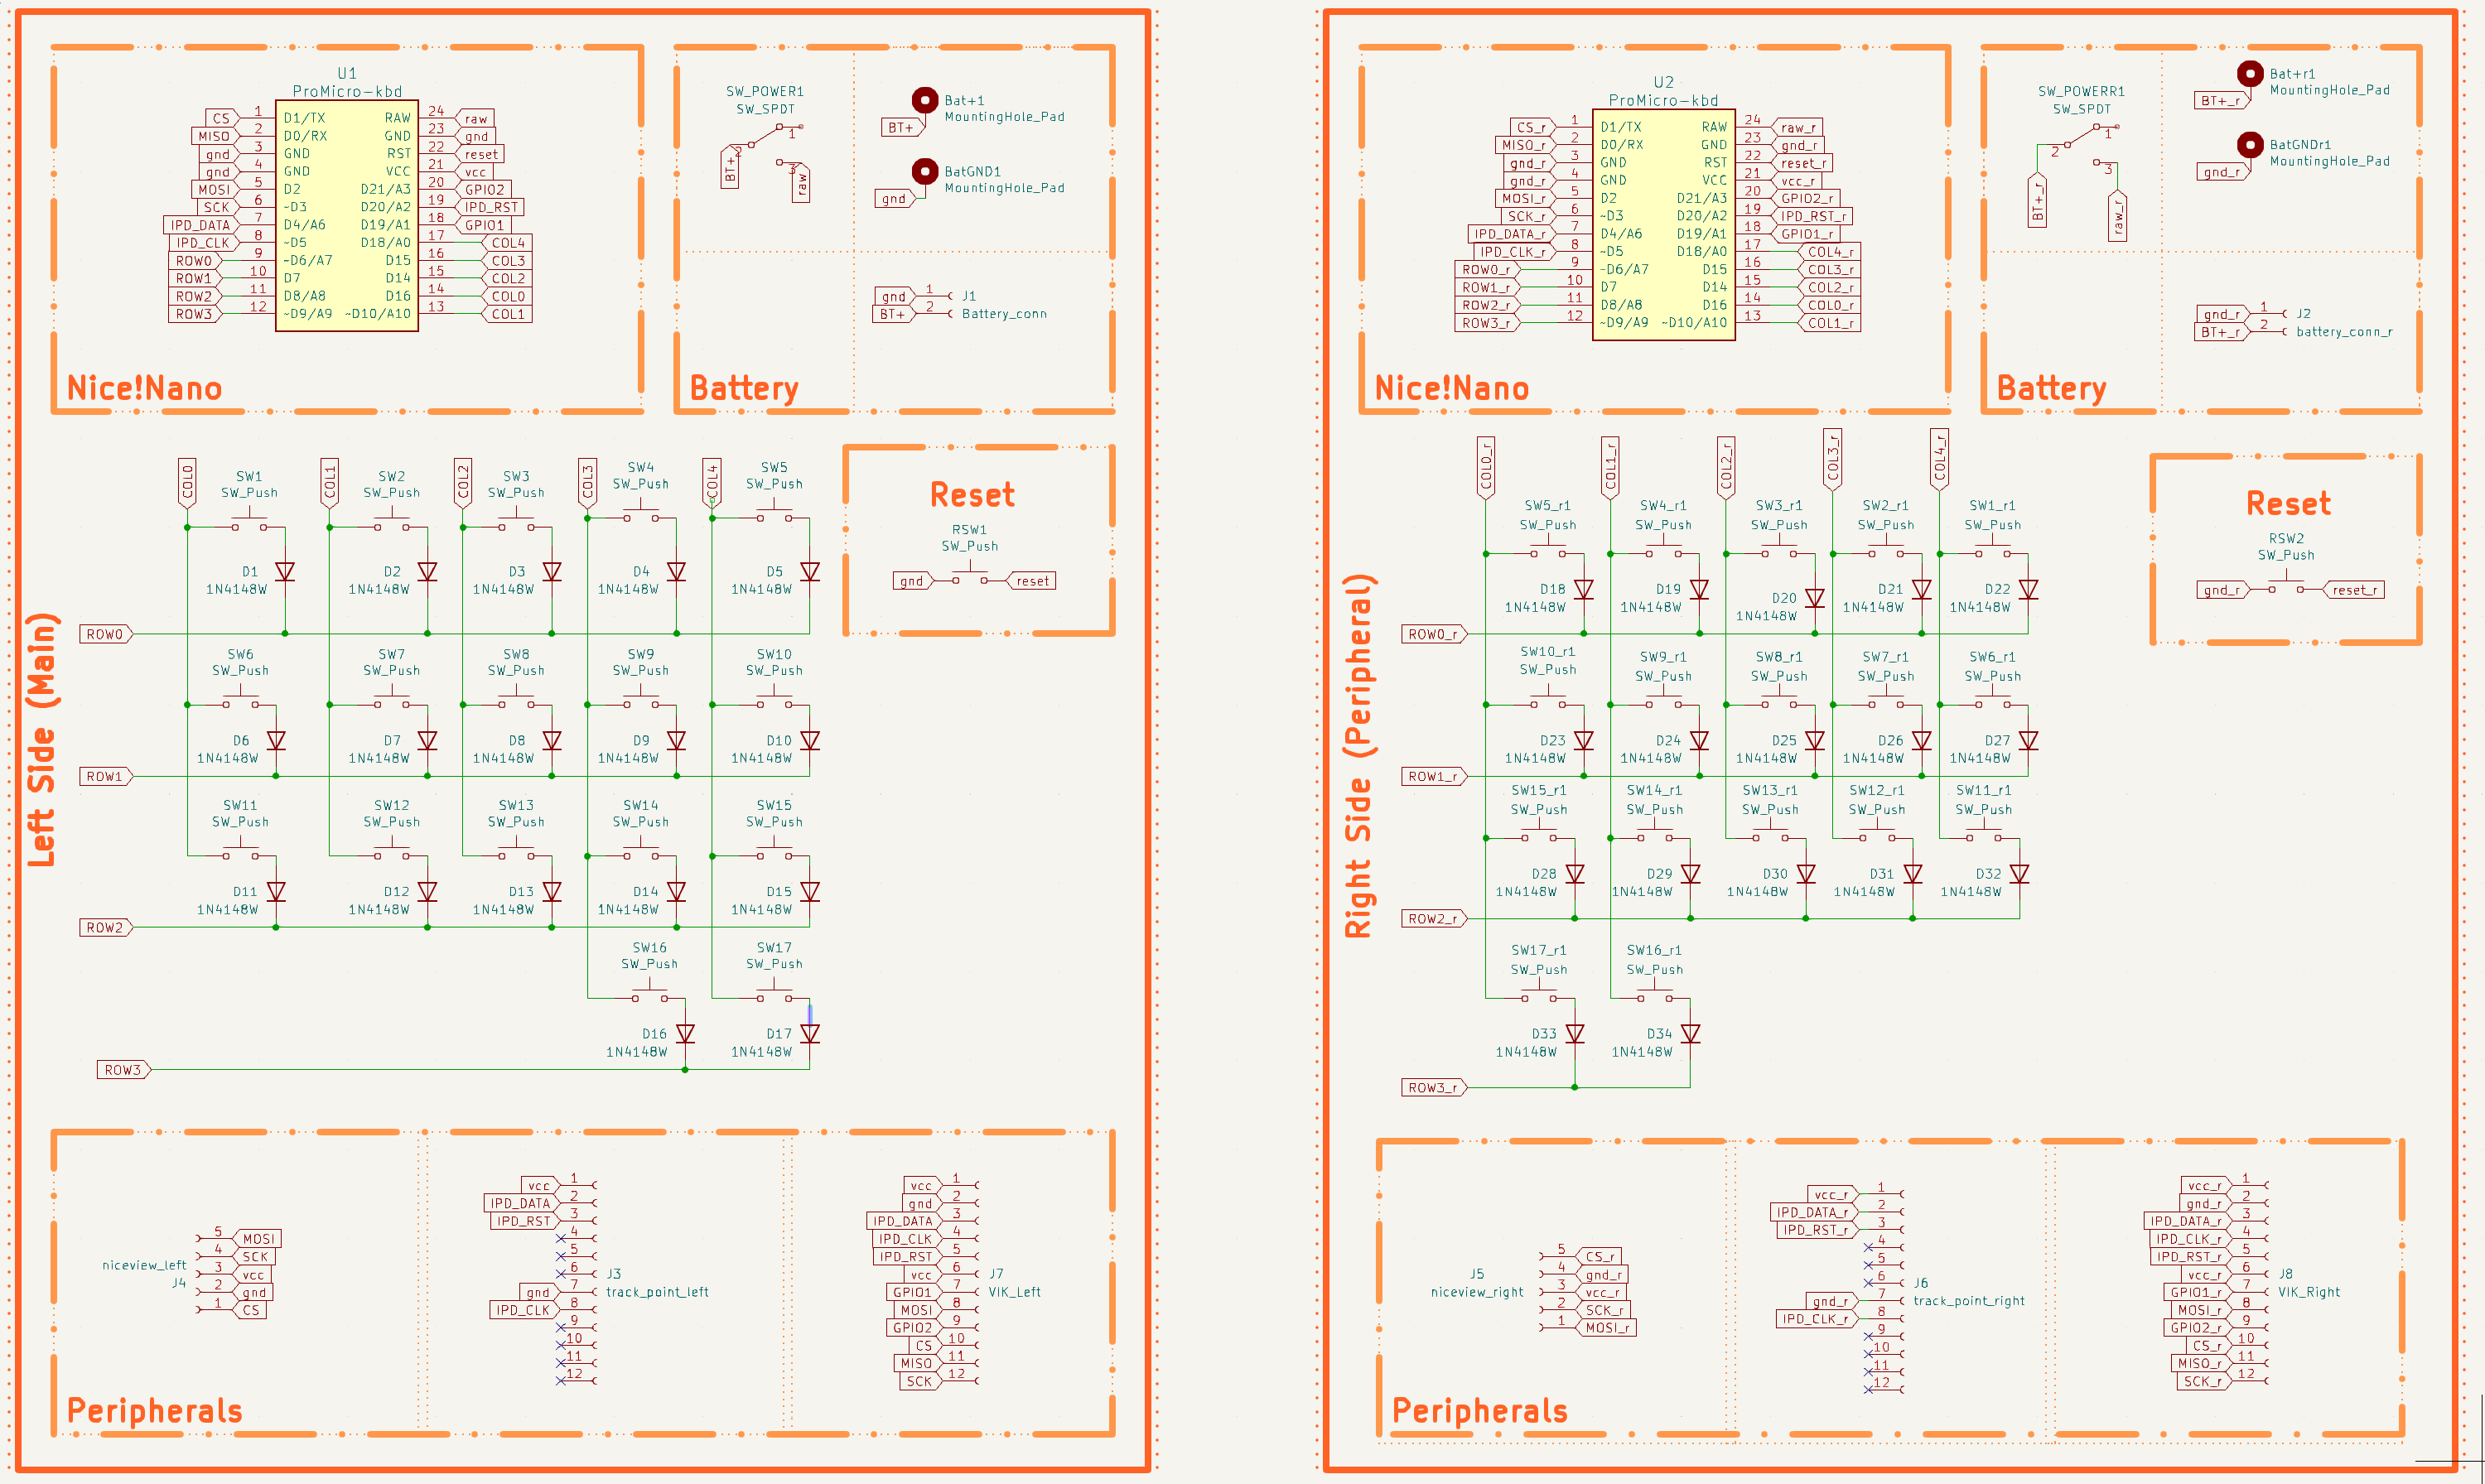 U1
ProMicro-kbd
CS 1 D1/TX RAW 24 raw
MISO 2 D0/RX GND 23 gnd
gnd 3 GND RST 22 reset
gnd 4 GND VCC 21 vcc
MOSI 5 D2 D21/A3 20 GPIO2
SCK 6 ~D3 D20/A2 19 IPD_RST
IPD_DATA 7 D4/A6 D19/A1 18 GPIO1
IPD_CLK 8 ~D5 D18/A0 17 COL4
ROW0 9 ~D6/A7 D15 16 COL3
ROW1 10 D7 D14 15 COL2
ROW2 11 D8/A8 D16 14 COL0
ROW3 12 ~D9/A9 ~D10/A10 13 COL1
Nice!Nano
SW_POWER1
SW_SPDT
1
2
3
BT+
raw
Bat+1
MountingHole_Pad
BT+
BatGND1
MountingHole_Pad
gnd
gnd 1 J1
BT+ 2 Battery_conn
Battery
Left Side (Main)
COL0 COL1 COL2 COL3 COL4
SW1 SW2 SW3 SW4 SW5
SW_Push SW_Push SW_Push SW_Push SW_Push
D1 D2 D3 D4 D5
1N4148W 1N4148W 1N4148W 1N4148W 1N4148W
ROW0
SW6 SW7 SW8 SW9 SW10
SW_Push SW_Push SW_Push SW_Push SW_Push
D6 D7 D8 D9 D10
1N4148W 1N4148W 1N4148W 1N4148W 1N4148W
ROW1
SW11 SW12 SW13 SW14 SW15
SW_Push SW_Push SW_Push SW_Push SW_Push
D11 D12 D13 D14 D15
1N4148W 1N4148W 1N4148W 1N4148W 1N4148W
ROW2
SW16 SW17
SW_Push SW_Push
D16 D17
1N4148W 1N4148W
ROW3
Reset
RSW1
SW_Push
gnd reset
niceview_left
J4
5 MOSI
4 SCK
3 vcc
2 gnd
1 CS
vcc 1
IPD_DATA 2
IPD_RST 3
4
5
6 J3
gnd 7 track_point_left
IPD_CLK 8
9
10
11
12
vcc 1
gnd 2
IPD_DATA 3
IPD_CLK 4
IPD_RST 5
vcc 6 J7
GPIO1 7 VIK_Left
MOSI 8
GPIO2 9
CS 10
MISO 11
SCK 12
Peripherals
U2
ProMicro-kbd
CS_r 1 D1/TX RAW 24 raw_r
MISO_r 2 D0/RX GND 23 gnd_r
gnd_r 3 GND RST 22 reset_r
gnd_r 4 GND VCC 21 vcc_r
MOSI_r 5 D2 D21/A3 20 GPIO2_r
SCK_r 6 ~D3 D20/A2 19 IPD_RST_r
IPD_DATA_r 7 D4/A6 D19/A1 18 GPIO1_r
IPD_CLK_r 8 ~D5 D18/A0 17 COL4_r
ROW0_r 9 ~D6/A7 D15 16 COL3_r
ROW1_r 10 D7 D14 15 COL2_r
ROW2_r 11 D8/A8 D16 14 COL0_r
ROW3_r 12 ~D9/A9 ~D10/A10 13 COL1_r
Nice!Nano
SW_POWERR1
SW_SPDT
1
2
3
BT+_r
raw_r
Bat+r1
MountingHole_Pad
BT+_r
BatGNDr1
MountingHole_Pad
gnd_r
gnd_r 1 J2
BT+_r 2 battery_conn_r
Battery
Right Side (Peripheral)
COL0_r COL1_r COL2_r COL3_r COL4_r
SW5_r1 SW4_r1 SW3_r1 SW2_r1 SW1_r1
SW_Push SW_Push SW_Push SW_Push SW_Push
D18 D19 D20 D21 D22
1N4148W 1N4148W 1N4148W 1N4148W 1N4148W
ROW0_r
SW10_r1 SW9_r1 SW8_r1 SW7_r1 SW6_r1
SW_Push SW_Push SW_Push SW_Push SW_Push
D23 D24 D25 D26 D27
1N4148W 1N4148W 1N4148W 1N4148W 1N4148W
ROW1_r
SW15_r1 SW14_r1 SW13_r1 SW12_r1 SW11_r1
SW_Push SW_Push SW_Push SW_Push SW_Push
D28 D29 D30 D31 D32
1N4148W 1N4148W 1N4148W 1N4148W 1N4148W
ROW2_r
SW17_r1 SW16_r1
SW_Push SW_Push
D33 D34
1N4148W 1N4148W
ROW3_r
Reset
RSW2
SW_Push
gnd_r reset_r
J5
niceview_right
5 CS_r
4 gnd_r
3 vcc_r
2 SCK_r
1 MOSI_r
vcc_r 1
IPD_DATA_r 2
IPD_RST_r 3
4
5
6 J6
gnd_r 7 track_point_right
IPD_CLK_r 8
9
10
11
12
vcc_r 1
gnd_r 2
IPD_DATA_r 3
IPD_CLK_r 4
IPD_RST_r 5
vcc_r 6 J8
GPIO1_r 7 VIK_Right
MOSI_r 8
GPIO2_r 9
CS_r 10
MISO_r 11
SCK_r 12
Peripherals